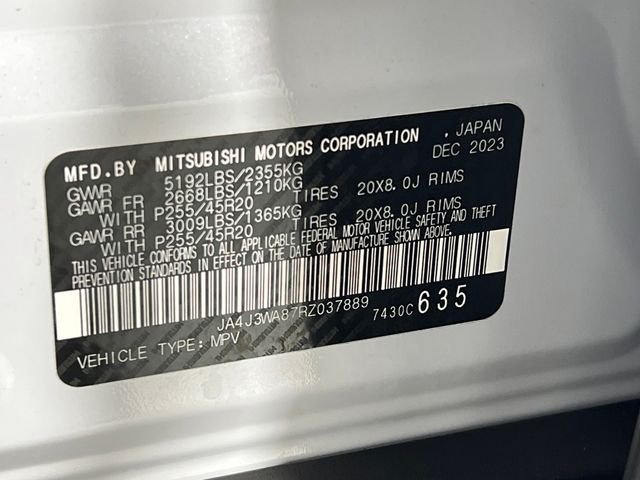 MFD.BY MITSUBISHI MOTORS CORPORATION , JAPAN
GWR 5192LBS/2355KG DEC 2023
GAWR FR 2668LBS/1210KG
WITH P255/45R20 TIRES 20X8.0J RIMS
GAWR RR 3009LBS/1365KG
WITH P255/45R20 TIRES 20X8.0J RIMS
THIS VEHICLE CONFORMS TO ALL APPLICABLE FEDERAL MOTOR VEHICLE SAFETY AND THEFT
PREVENTION STANDARDS IN EFFECT ON THE DATE OF MANUFACTURE SHOWN ABOVE.
JA4J3WA87RZ037889 7430C 635
VEHICLE TYPE:MPV